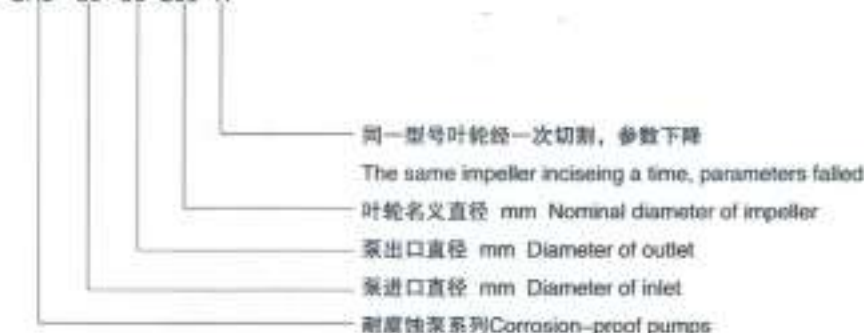 同一型号叶轮经一次切割，参数下降
The same impeller inciseing a time, parameters falled
叶轮名义直径 mm Nominal diameter of impeller
泵出口直径 mm Diameter of outlet
泵进口直径 mm Diameter of inlet
耐腐蚀泵系列Corrosion-proof pumps